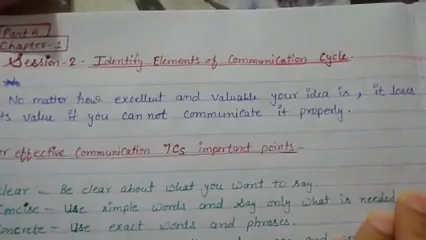 Part A
Chapter-1
Session-2 - Identify Elements of Communication Cycle.
No matter how excellent and valuable your idea is, it loses
its value if you can not communicate it properly.
or effective Communication 7Cs important points-
Clear - Be clear about what you want to say.
Concise - Use simple words and say only what is needed
Concrete - Use exact words and phrases.